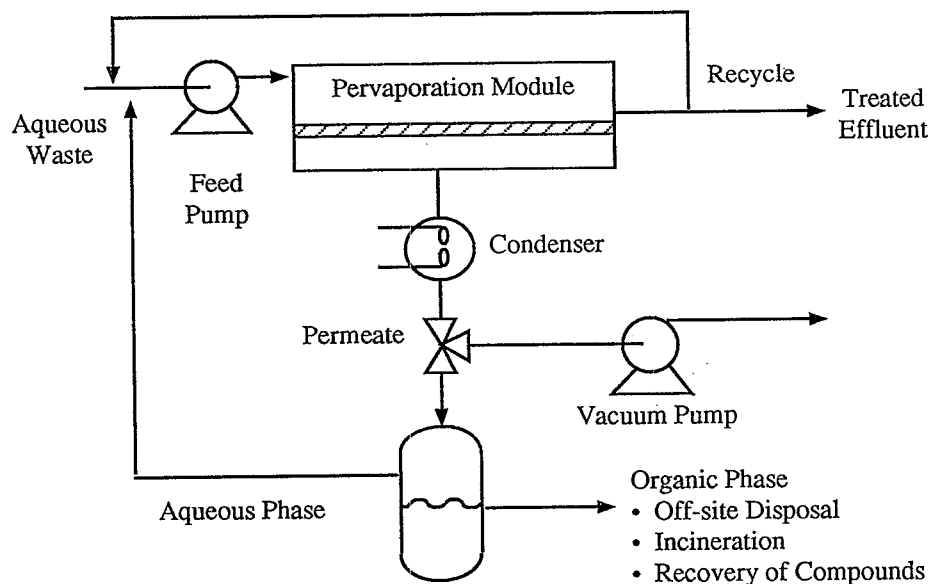 Recycle
Pervaporation Module
Treated
Effluent
Aqueous
Waste
Feed
Pump
Condenser
Permeate
Vacuum Pump
Aqueous Phase
Organic Phase
• Off-site Disposal
• Incineration
• Recovery of Compounds